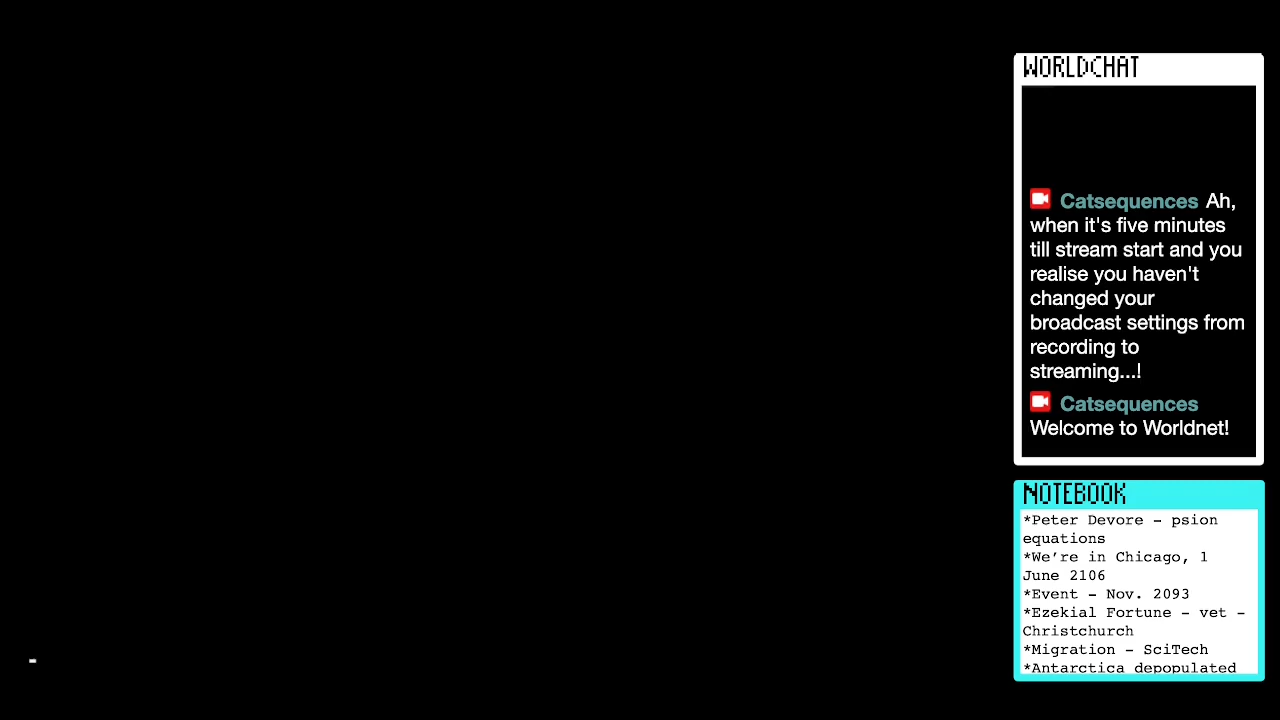 WORLDCHAT
Catsequences Ah,
when it's five minutes
till stream start and you
realise you haven't
changed your
broadcast settings from
recording to
streaming...!
Catsequences
Welcome to Worldnet!
NOTEBOOK
*Peter Devore - psion
equations
*We’re in Chicago, 1
June 2106
*Event - Nov. 2093
*Ezekial Fortune - vet -
Christchurch
*Migration - SciTech
*Antarctica depopulated